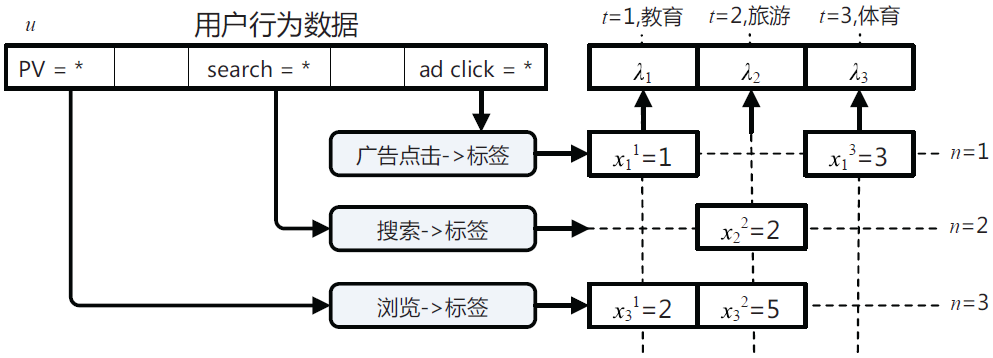 u 用户行为数据 t=1,教育 t=2,旅游 t=3,体育
PV = * search = * ad click = * λ₁ λ₂ λ₃
广告点击->标签 x₁¹=1 x₁³=3 n=1
搜索->标签 x₂²=2 n=2
浏览->标签 x₃¹=2 x₃²=5 n=3